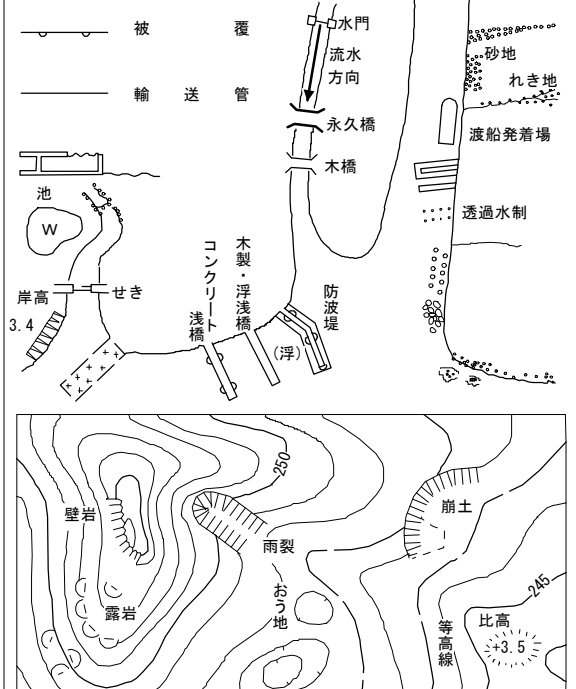 被覆
輸送管
水門
流水
方向
永久橋
木橋
砂地
れき地
渡船発着場
透過水制
池
W
せき
岸高
3.4
コンクリート
浅橋
木製・浮浅橋
防波堤
(浮)
250
壁岩
露岩
雨裂
おう地
崩土
等高線
245
比高
+3.5